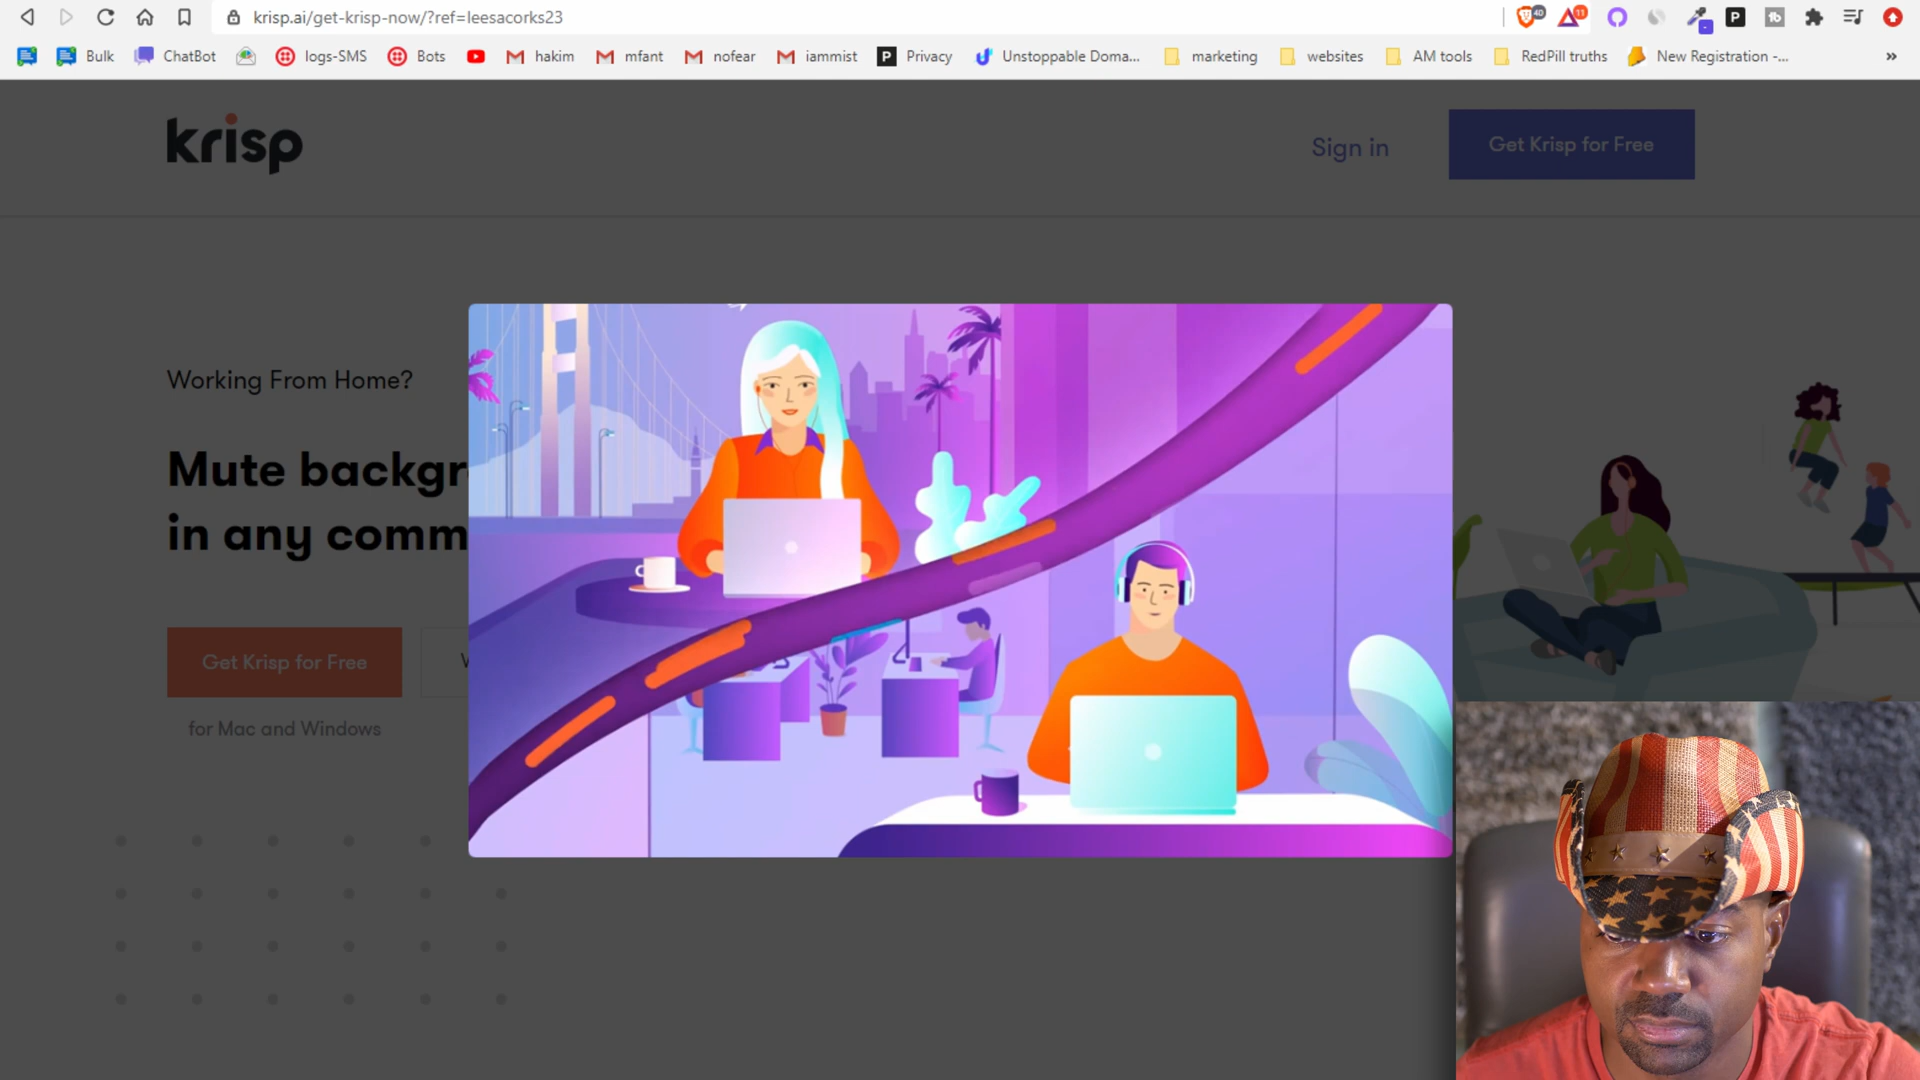 krisp.ai/get-krisp-now/?ref=leesacorks23
40
11
P
Bulk
ChatBot
logs-SMS
Bots
hakim
mfant
nofear
iammist
P
Privacy
Unstoppable Doma...
marketing
websites
AM tools
RedPill truths
New Registration -...
»
krisp
Sign in
Get Krisp for Free
Working From Home?
Mute backgr
in any comm
Get Krisp for Free
W
for Mac and Windows